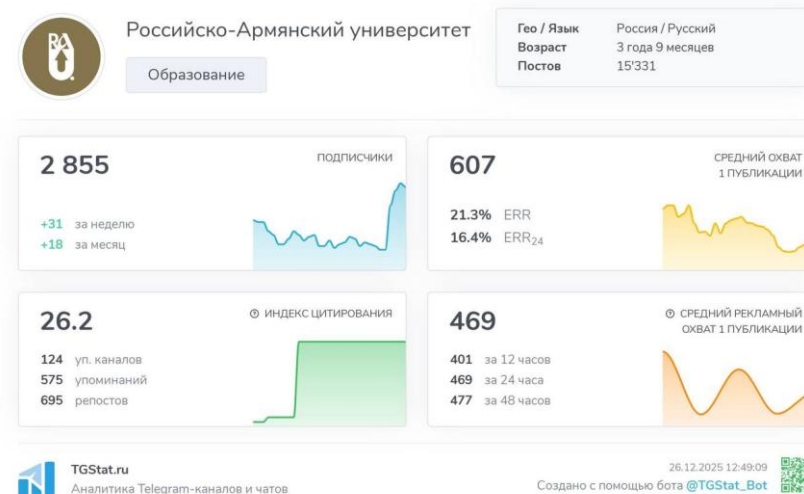 RA
U.
Российско-Армянский университет
Образование
Гео / Язык Россия / Русский
Возраст 3 года 9 месяцев
Постов 15'331
2 855
ПОДПИСЧИКИ
+31 за неделю
+18 за месяц
607
СРЕДНИЙ ОХВАТ
1 ПУБЛИКАЦИИ
21.3% ERR
16.4% ERR24
26.2
ИНДЕКС ЦИТИРОВАНИЯ
124 уп. каналов
575 упоминаний
695 репостов
469
СРЕДНИЙ РЕКЛАМНЫЙ
ОХВАТ 1 ПУБЛИКАЦИИ
401 за 12 часов
469 за 24 часа
477 за 48 часов
TGStat.ru
Аналитика Telegram-каналов и чатов
26.12.2025 12:49:09
Создано с помощью бота @TGStat_Bot